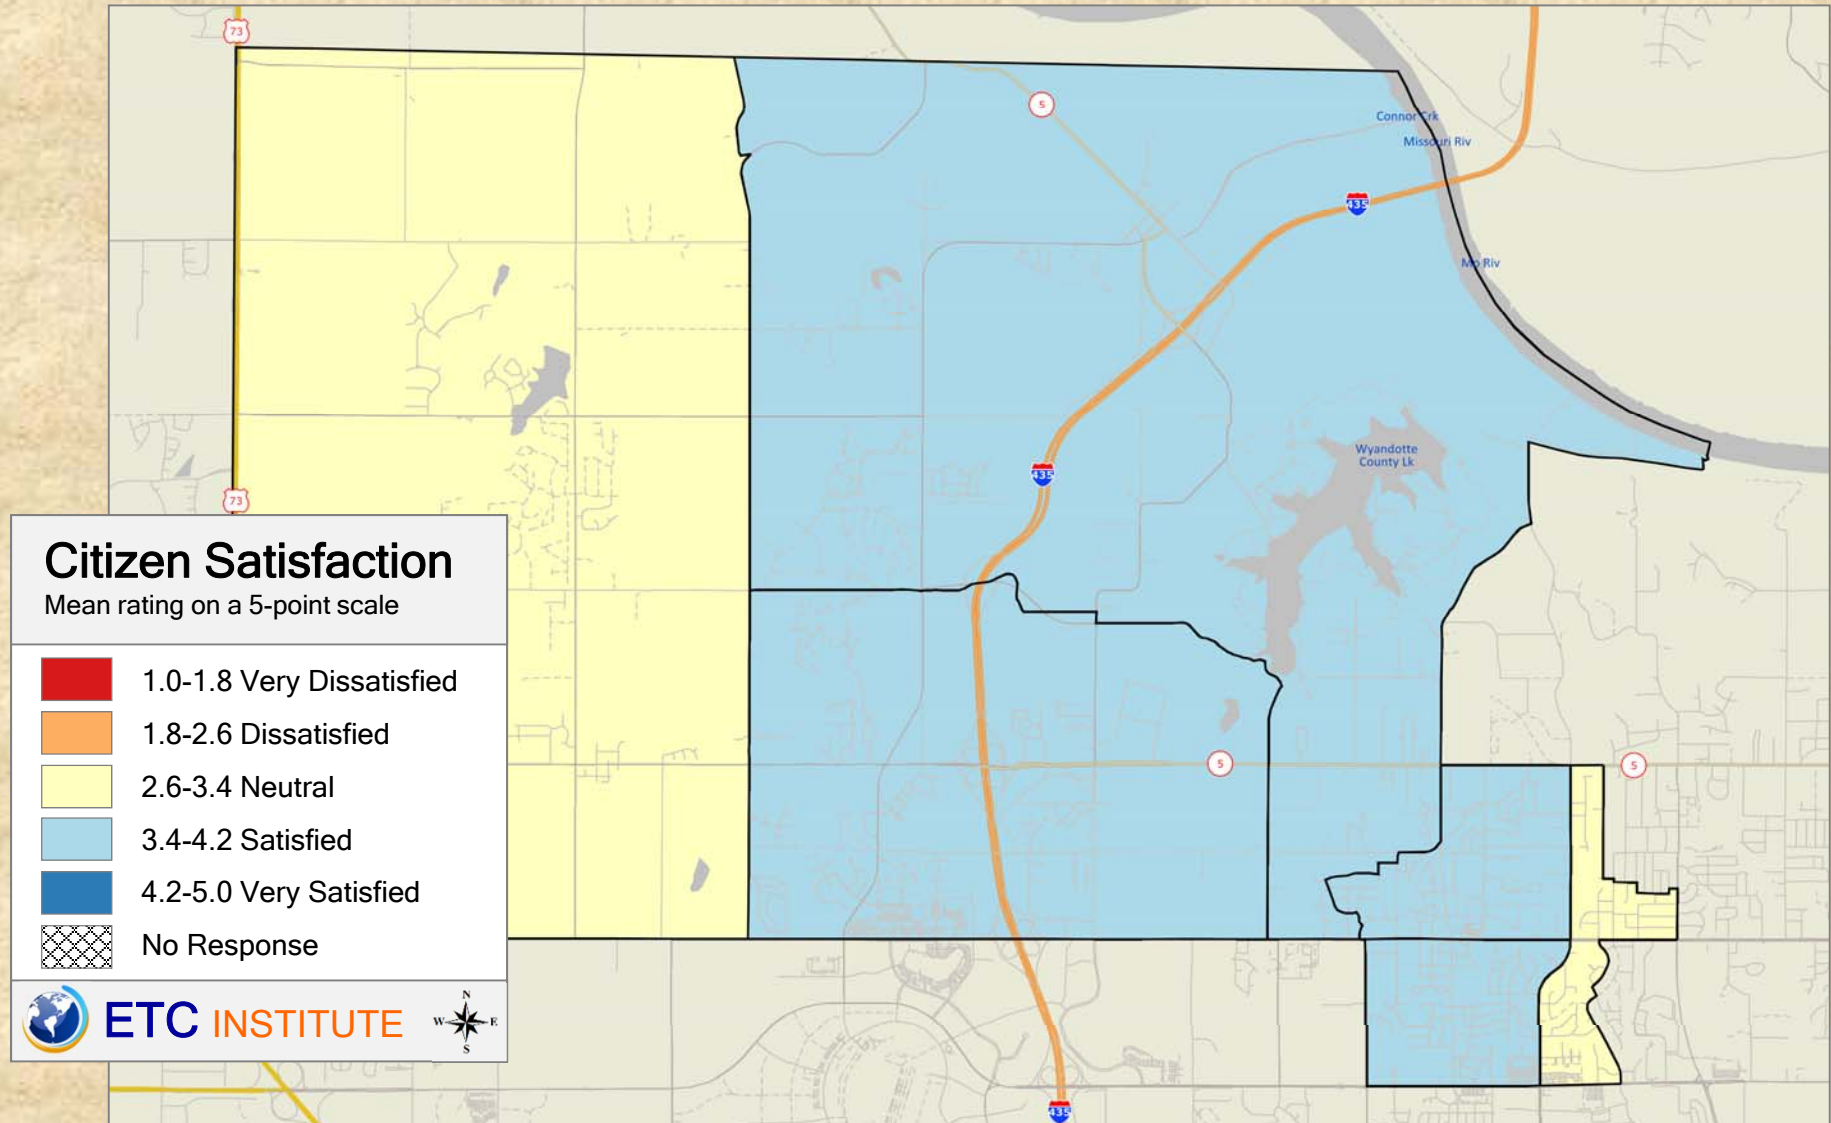 73
5
Connor Crk
Missouri Riv
435
Mo Riv
Wyandotte
County Lk
435
73
Citizen Satisfaction
Mean rating on a 5-point scale
1.0-1.8 Very Dissatisfied
1.8-2.6 Dissatisfied
2.6-3.4 Neutral
3.4-4.2 Satisfied
4.2-5.0 Very Satisfied
No Response
5
5
ETC INSTITUTE
N
W E
S
435